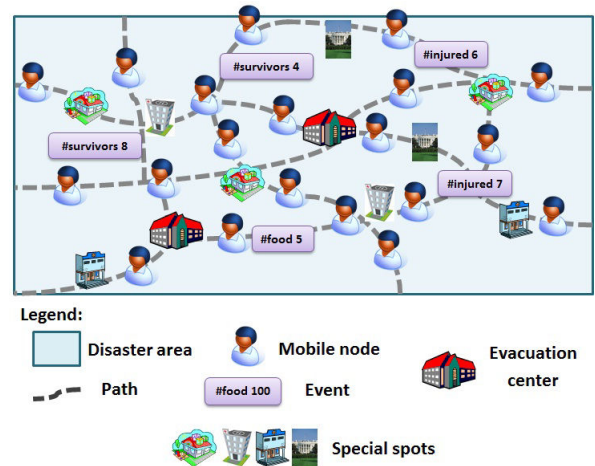 #survivors 4
#injured 6
#survivors 8
#injured 7
#food 5
Legend:
Disaster area
Mobile node
Evacuation
center
Path
#food 100
Event
Special spots